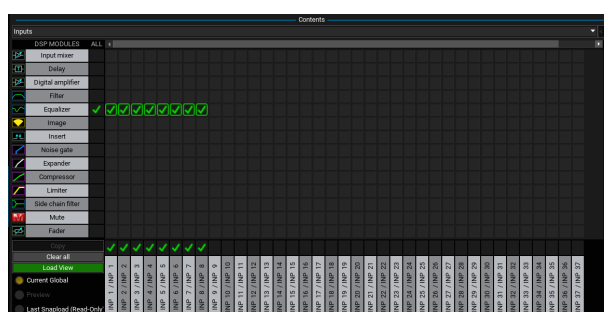 Contents
Inputs
DSP MODULES ALL
Input mixer
Delay
Digital amplifier
Filter
Equalizer
Image
Insert
Noise gate
Expander
Compressor
Limiter
Side chain filter
Mute
Fader
Copy
Clear all
Load View
Current Global
Preview
Last Snapload (Read-Only)
INP 1 / INP 1
INP 2 / INP 2
INP 3 / INP 3
INP 4 / INP 4
INP 5 / INP 5
INP 6 / INP 6
INP 7 / INP 7
INP 8 / INP 8
INP 9 / INP 9
INP 10 / INP 10
INP 11 / INP 11
INP 12 / INP 12
INP 13 / INP 13
INP 14 / INP 14
INP 15 / INP 15
INP 16 / INP 16
INP 17 / INP 17
INP 18 / INP 18
INP 19 / INP 19
INP 20 / INP 20
INP 21 / INP 21
INP 22 / INP 22
INP 23 / INP 23
INP 24 / INP 24
INP 25 / INP 25
INP 26 / INP 26
INP 27 / INP 27
INP 28 / INP 28
INP 29 / INP 29
INP 30 / INP 30
INP 31 / INP 31
INP 32 / INP 32
INP 33 / INP 33
INP 34 / INP 34
INP 35 / INP 35
INP 36 / INP 36
INP 37 / INP 37